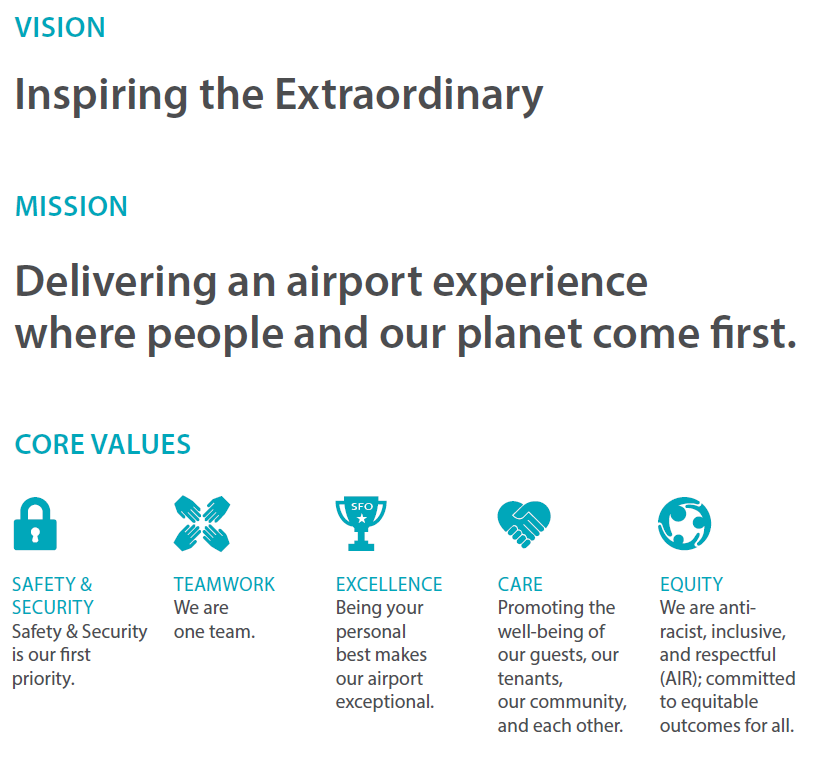 VISION
Inspiring the Extraordinary
MISSION
Delivering an airport experience
where people and our planet come first.
CORE VALUES
SFO
SAFETY &
SECURITY
Safety & Security
is our first
priority.
TEAMWORK
We are
one team.
EXCELLENCE
Being your
personal
best makes
our airport
exceptional.
CARE
Promoting the
well-being of
our guests, our
tenants,
our community,
and each other.
EQUITY
We are anti-
racist, inclusive,
and respectful
(AIR); committed
to equitable
outcomes for all.